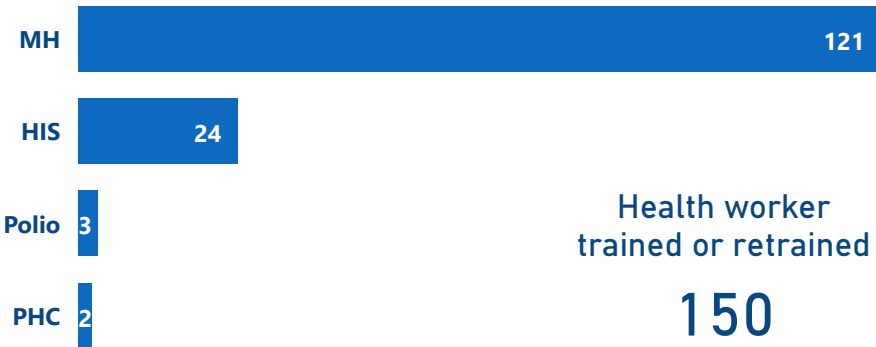 MH 121
HIS 24
Polio 3
PHC 2
Health worker
trained or retrained
150